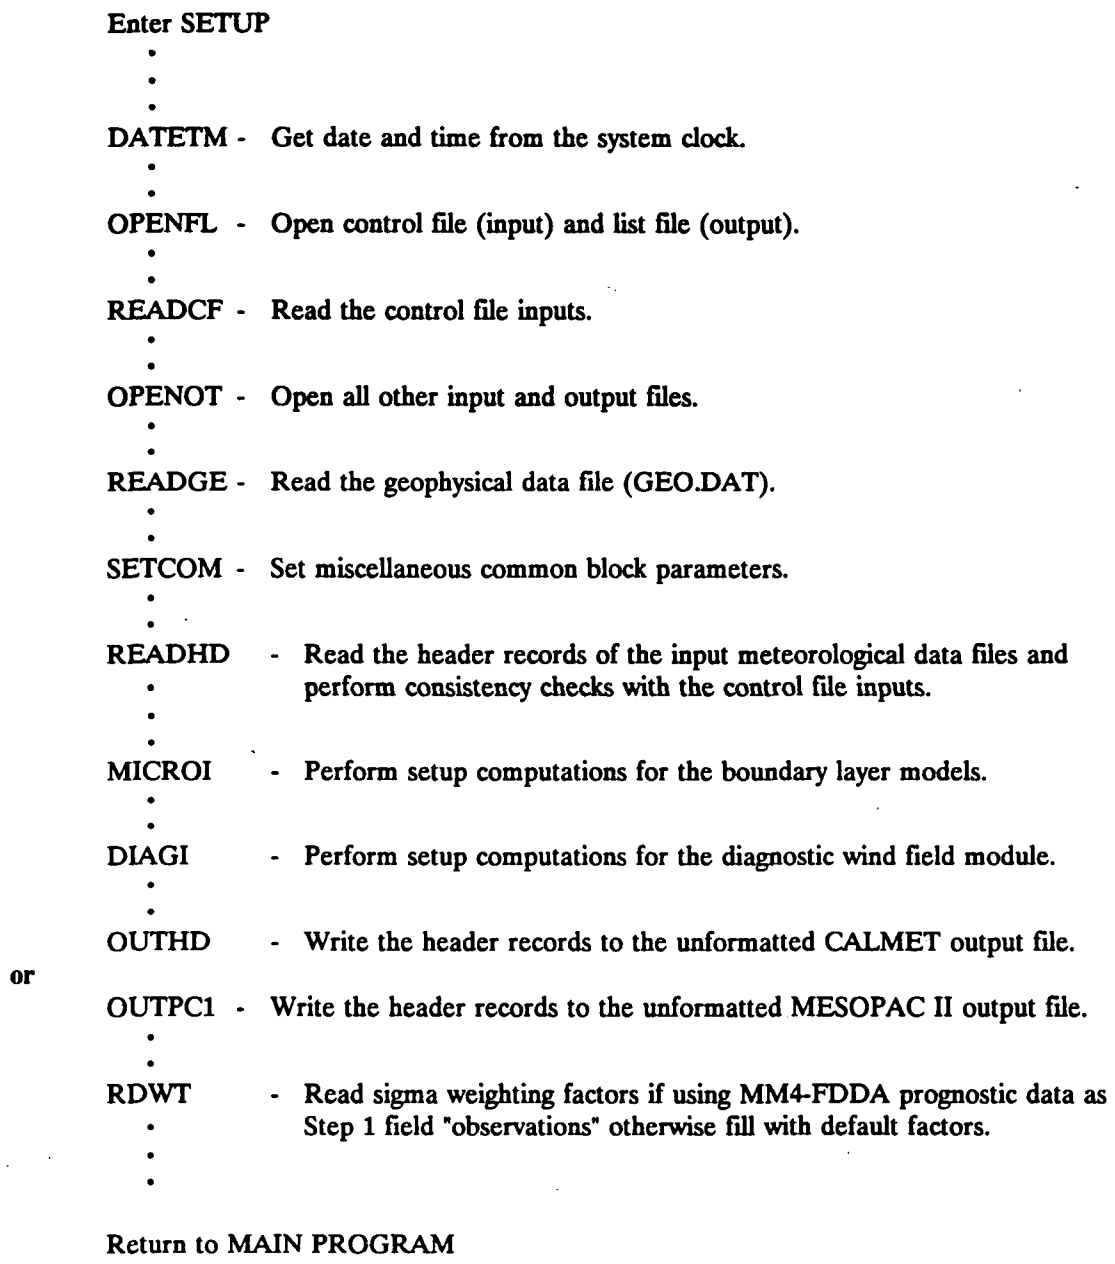 Enter SETUP
DATETM - Get date and time from the system clock.
OPENFL - Open control file (input) and list file (output).
READCF - Read the control file inputs.
OPENOT - Open all other input and output files.
READGE - Read the geophysical data file (GEO.DAT).
SETCOM - Set miscellaneous common block parameters.
READHD - Read the header records of the input meteorological data files and
perform consistency checks with the control file inputs.
MICROI - Perform setup computations for the boundary layer models.
DIAGI - Perform setup computations for the diagnostic wind field module.
OUTHD - Write the header records to the unformatted CALMET output file.
or
OUTPC1 - Write the header records to the unformatted MESOPAC II output file.
RDWT - Read sigma weighting factors if using MM4-FDDA prognostic data as
Step 1 field "observations" otherwise fill with default factors.
Return to MAIN PROGRAM